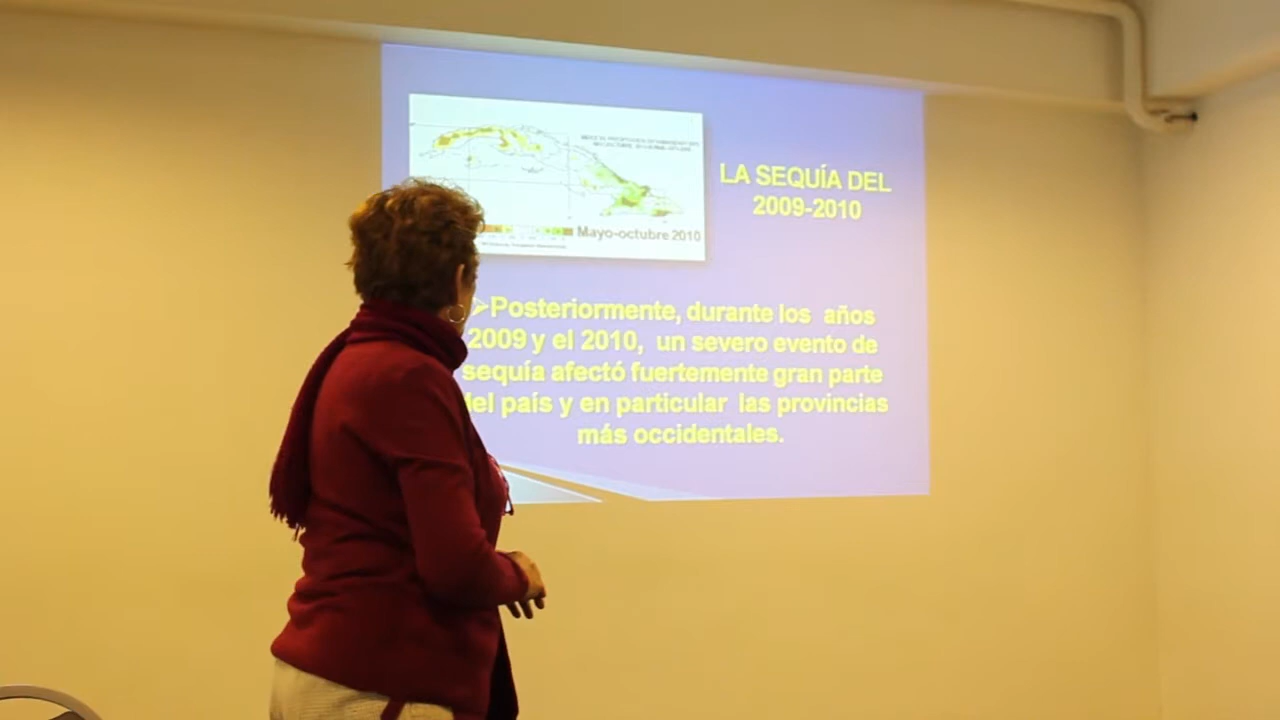 Mayo-octubre 2010
LA SEQUÍA DEL
2009-2010
➢Posteriormente, durante los años
2009 y el 2010, un severo evento de
sequía afectó fuertemente gran parte
del país y en particular las provincias
más occidentales.